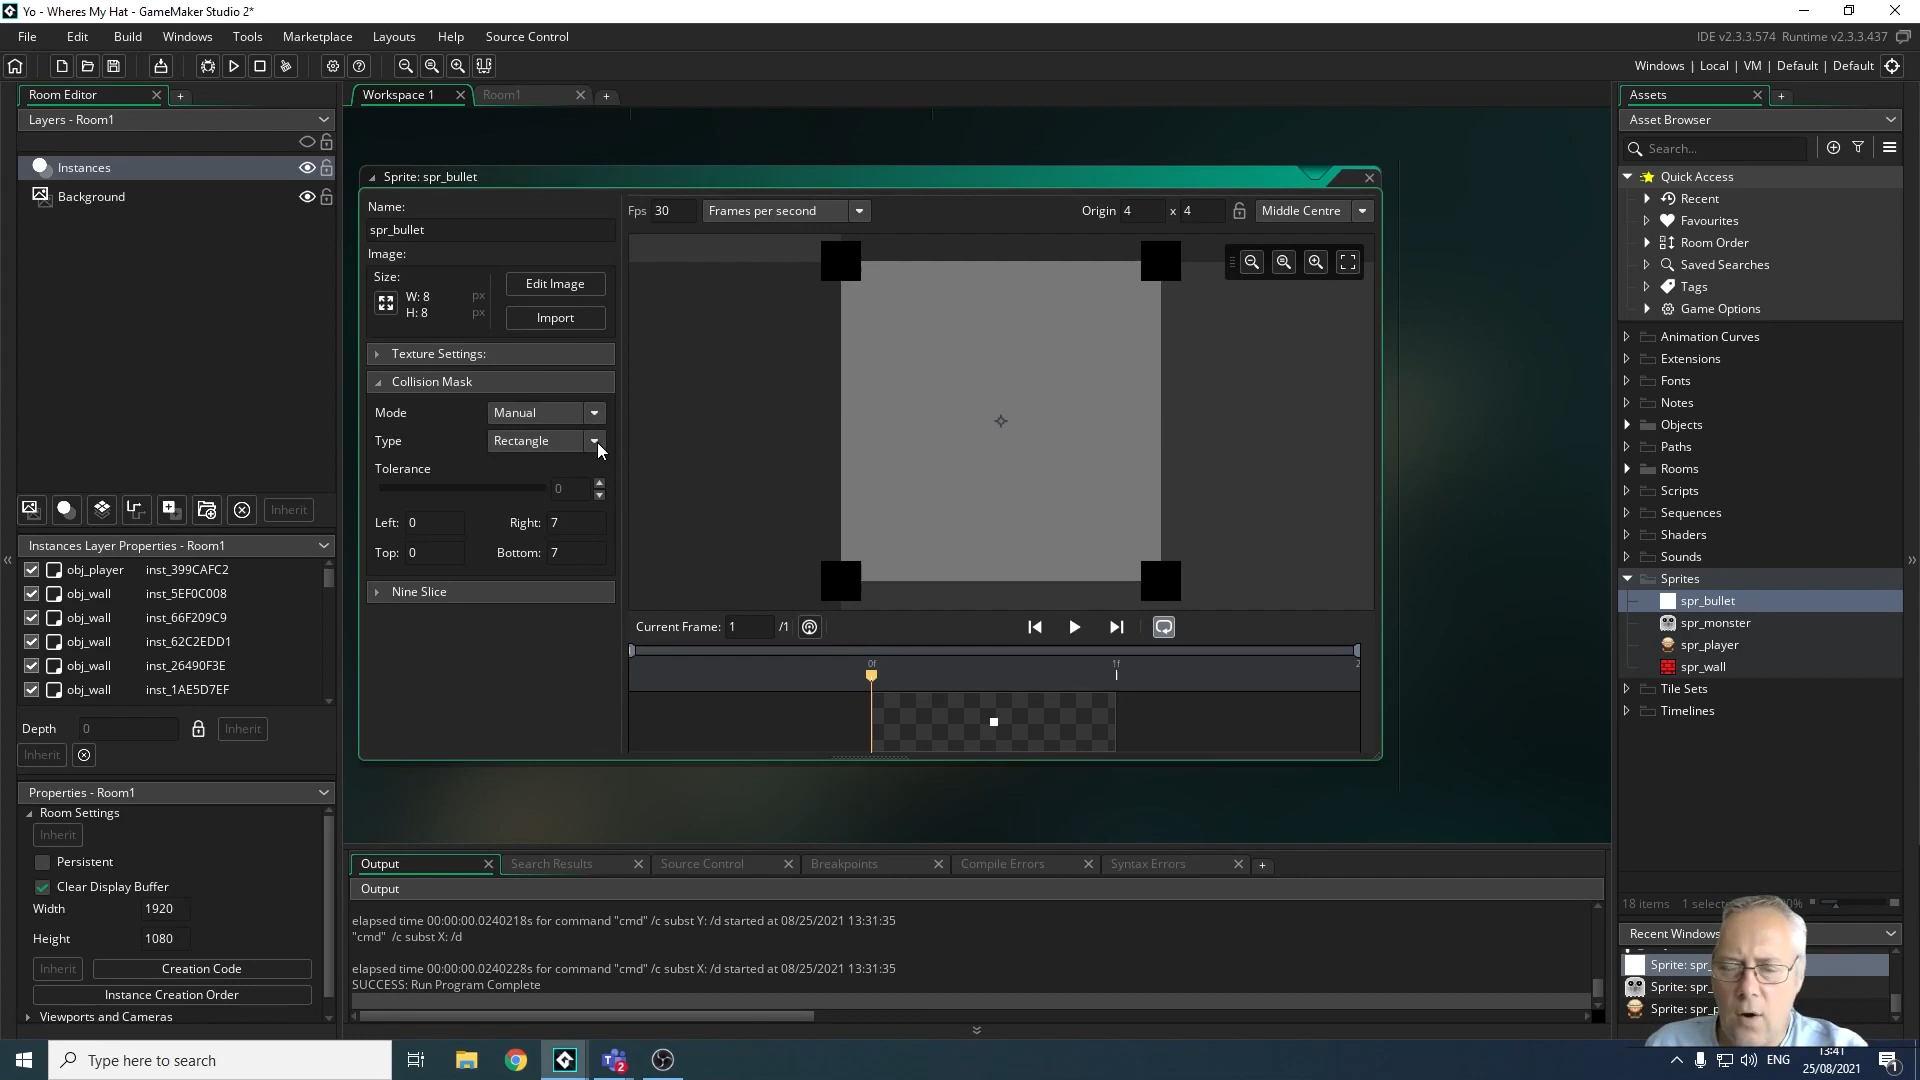 Yo - Wheres My Hat - GameMaker Studio 2*
File Edit Build Windows Tools Marketplace Layouts Help Source Control
IDE v2.3.3.574 Runtime v2.3.3.437
Windows | Local | VM | Default | Default
Room Editor
Layers - Room1
Instances
Background
Inherit
Instances Layer Properties - Room1
obj_player inst_399CAFC2
obj_wall inst_5EF0C008
obj_wall inst_66F209C9
obj_wall inst_62C2EDD1
obj_wall inst_26490F3E
obj_wall inst_1AE5D7EF
Depth 0 Inherit
Inherit
Properties - Room1
Room Settings
Inherit
Persistent
Clear Display Buffer
Width 1920
Height 1080
Inherit Creation Code
Instance Creation Order
Viewports and Cameras
Workspace 1 Room1
Sprite: spr_bullet
Name:
spr_bullet
Image:
Size:
W: 8 px
H: 8 px
Edit Image
Import
Texture Settings:
Collision Mask
Mode Manual
Type Rectangle
Tolerance
0
Left: 0 Right: 7
Top: 0 Bottom: 7
Nine Slice
Fps 30 Frames per second
Origin 4 x 4 Middle Centre
Current Frame: 1 /1
0f 1f 2
Output Search Results Source Control Breakpoints Compile Errors Syntax Errors
Output
elapsed time 00:00:00.0240218s for command "cmd" /c subst Y: /d started at 08/25/2021 13:31:35
"cmd" /c subst X: /d
elapsed time 00:00:00.0240228s for command "cmd" /c subst X: /d started at 08/25/2021 13:31:35
SUCCESS: Run Program Complete
Assets
Asset Browser
Search...
Quick Access
Recent
Favourites
Room Order
Saved Searches
Tags
Game Options
Animation Curves
Extensions
Fonts
Notes
Objects
Paths
Rooms
Scripts
Sequences
Shaders
Sounds
Sprites
spr_bullet
spr_monster
spr_player
spr_wall
Tile Sets
Timelines
18 items 1
Recent Windows
Sprite:
Sprite:
Sprite:
Type here to search
2
ENG
13:41
25/08/2021
1